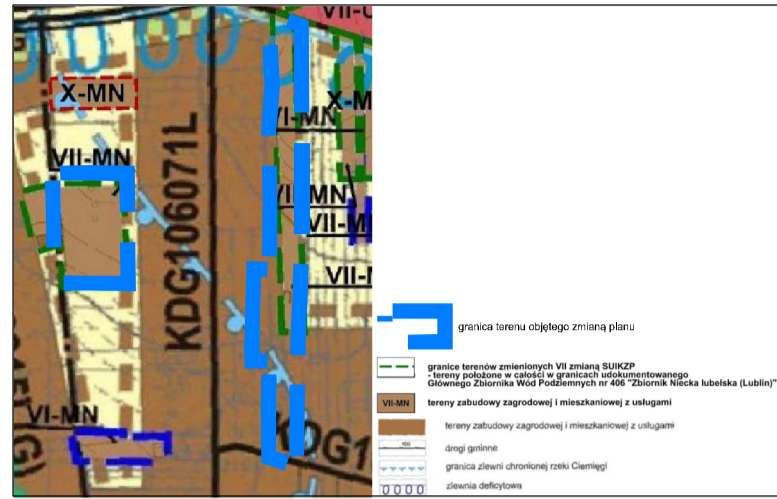 VII-U
X-MN
X-M
VI-MN
VII-MN
VI MN
VII-M
KDG106071L
VII-M
VI-MN
KDG1
granica terenu objętego zmianą planu
granice terenów zmienionych VII zmianą SUIKZP
- tereny położone w całości w granicach udokumentowanego
Głównego Zbiornika Wód Podziemnych nr 406 "Zbiornik Niecka lubelska (Lublin)"
VII-MN tereny zabudowy zagrodowej i mieszkaniowej z usługami
tereny zabudowy zagrodowej i mieszkaniowej z usługami
drogi gminne
granica zlewni chronionej rzeki Ciemięgi
zlewnia deficytowa